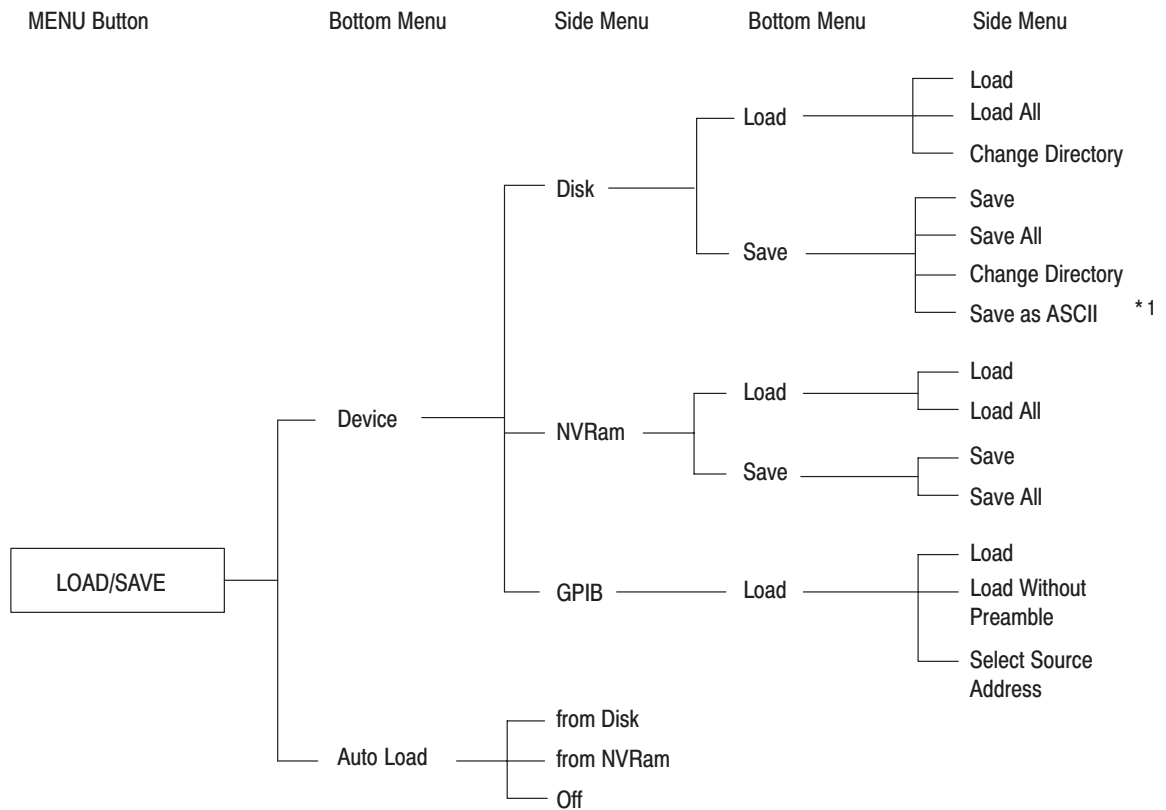 MENU Button Bottom Menu Side Menu Bottom Menu Side Menu
Load
Load Load All
Change Directory
Disk
Save
Save All
Save
Change Directory
Save as ASCII *1
Load
Load
Load All
Device
NVRam
Save
Save
Save All
Load
LOAD/SAVE
GPIB Load Load Without
Preamble
Select Source
Address
from Disk
Auto Load from NVRam
Off